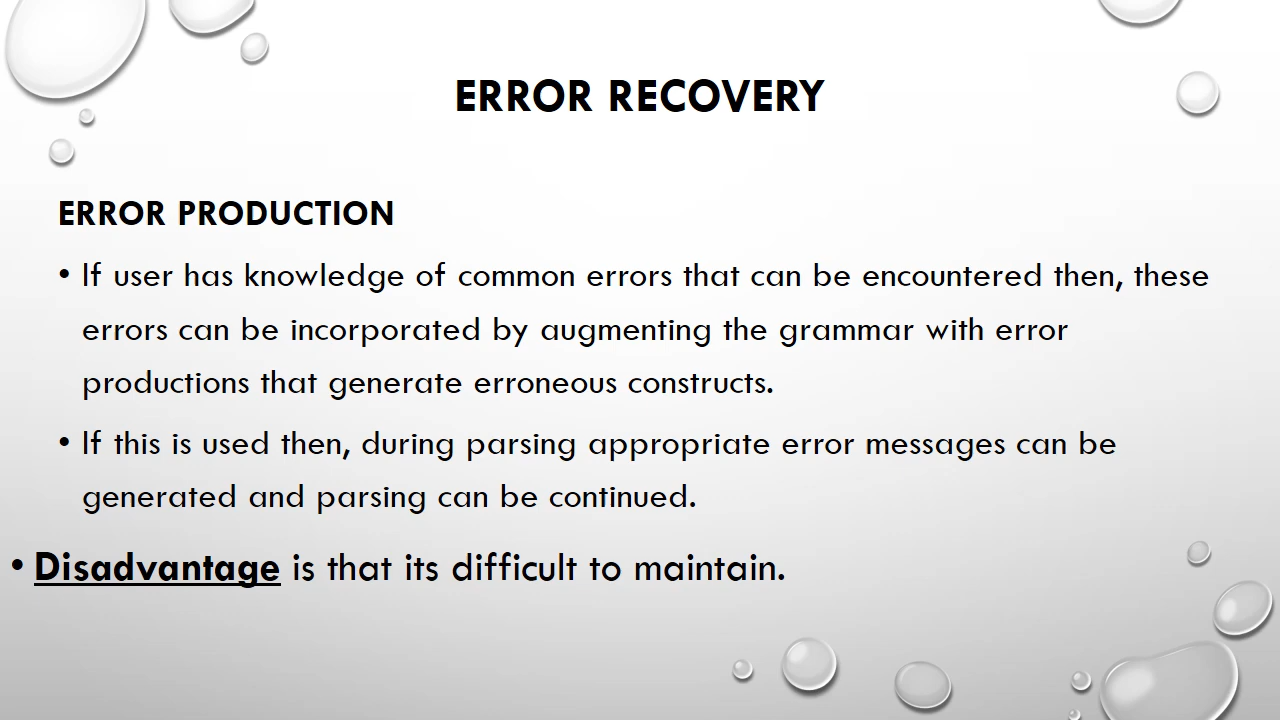 ERROR RECOVERY
ERROR PRODUCTION
• If user has knowledge of common errors that can be encountered then, these
errors can be incorporated by augmenting the grammar with error
productions that generate erroneous constructs.
• If this is used then, during parsing appropriate error messages can be
generated and parsing can be continued.
• Disadvantage is that its difficult to maintain.